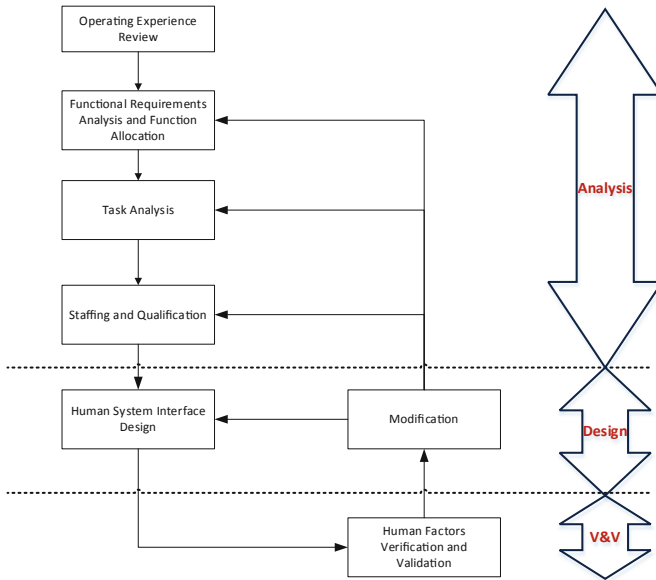 Operating Experience
Review
Functional Requirements
Analysis and Function
Allocation
Analysis
Task Analysis
Staffing and Qualification
Human System Interface
Design
Modification
Design
Human Factors
Verification and
Validation
V&V